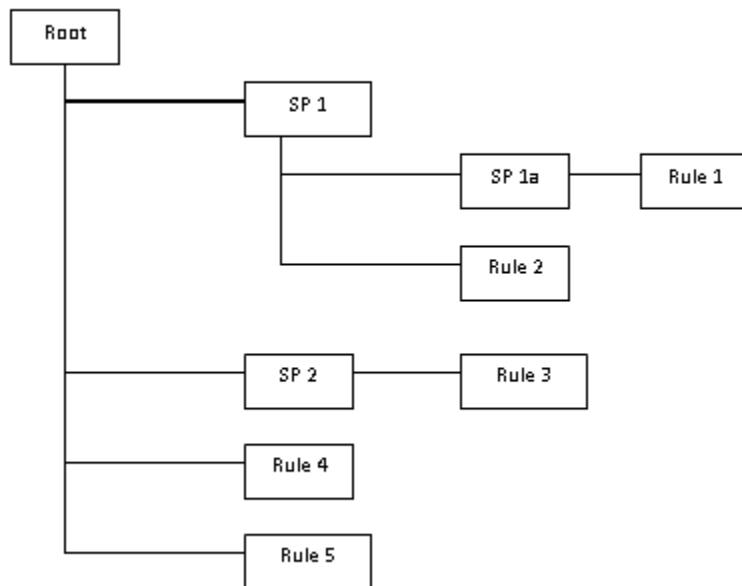 Root
SP 1
SP 1a
Rule 1
Rule 2
SP 2
Rule 3
Rule 4
Rule 5